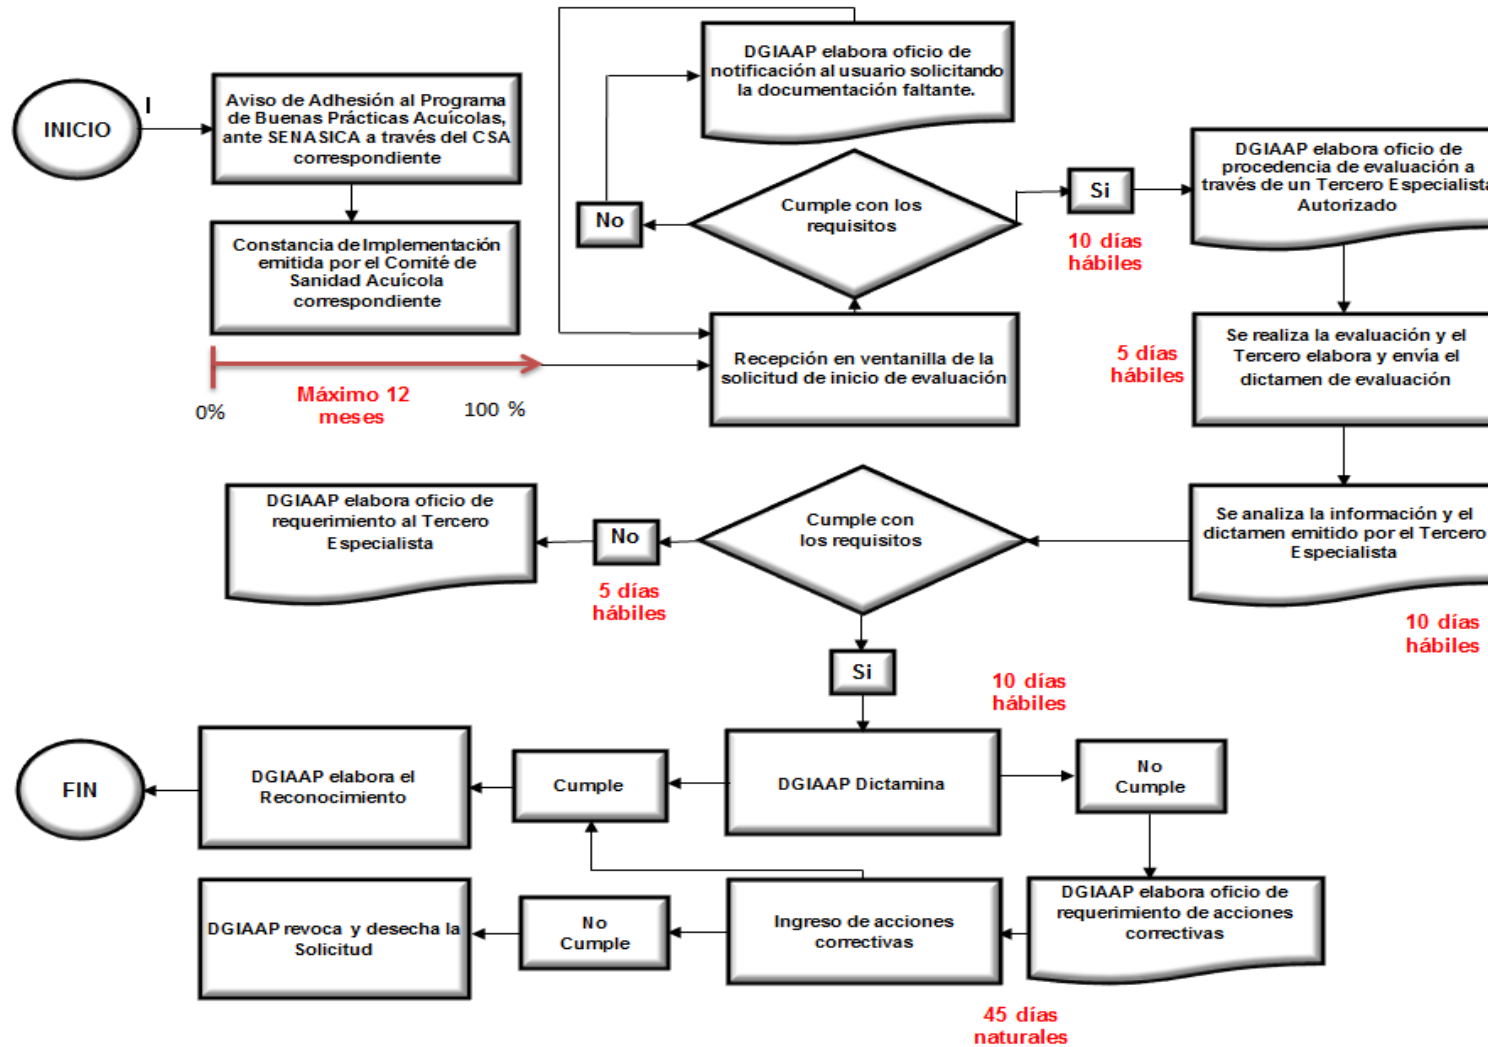 INICIO
I
Aviso de Adhesión al Programa
de Buenas Prácticas Acuícolas,
ante SENASICA a través del CSA
correspondiente
Constancia de Implementación
emitida por el Comité de
Sanidad Acuícola
correspondiente
0%
Máximo 12
meses
100 %
DGIAAP elabora oficio de
notificación al usuario solicitando
la documentación faltante.
No
Cumple con los
requisitos
Si
10 días
hábiles
Recepción en ventanilla de la
solicitud de inicio de evaluación
DGIAAP elabora oficio de
procedencia de evaluación a
través de un Tercero Especialista
Autorizado
5 días
hábiles
Se realiza la evaluación y el
Tercero elabora y envía el
dictamen de evaluación
Se analiza la información y el
dictamen emitido por el Tercero
Especialista
10 días
hábiles
Cumple con
los requisitos
No
5 días
hábiles
DGIAAP elabora oficio de
requerimiento al Tercero
Especialista
Si
10 días
hábiles
DGIAAP Dictamina
Cumple
DGIAAP elabora el
Reconocimiento
FIN
No
Cumple
DGIAAP elabora oficio de
requerimiento de acciones
correctivas
Ingreso de acciones
correctivas
45 días
naturales
No
Cumple
DGIAAP revoca y desecha la
Solicitud